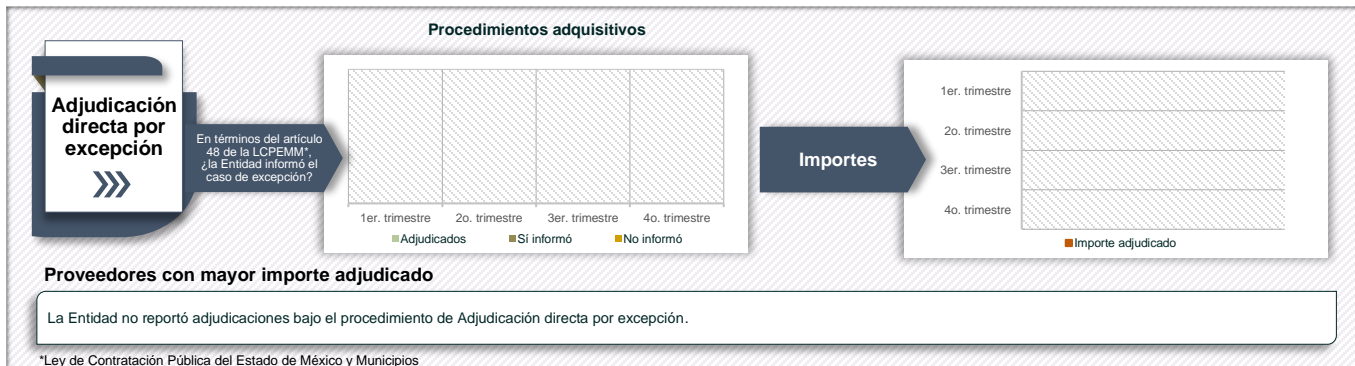 Procedimientos adquisitivos
Adjudicación
directa por
excepción
En términos del artículo
48 de la LCPEMM*,
¿la Entidad informó el
caso de excepción?
1er. trimestre 2o. trimestre 3er. trimestre 4o. trimestre
Adjudicados Sí informó No informó
Importes
1er. trimestre
2o. trimestre
3er. trimestre
4o. trimestre
Importe adjudicado
Proveedores con mayor importe adjudicado
La Entidad no reportó adjudicaciones bajo el procedimiento de Adjudicación directa por excepción.
*Ley de Contratación Pública del Estado de México y Municipios